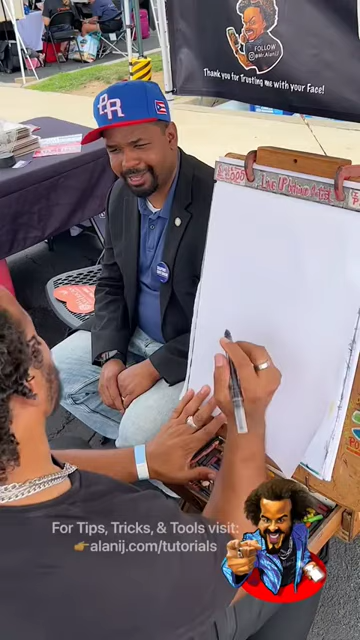 FOLLOW
@Mr.AlaniJ
Thank you for Trusting me with your Face!
PR
For Tips, Tricks, & Tools visit:
👉alanij.com/tutorials